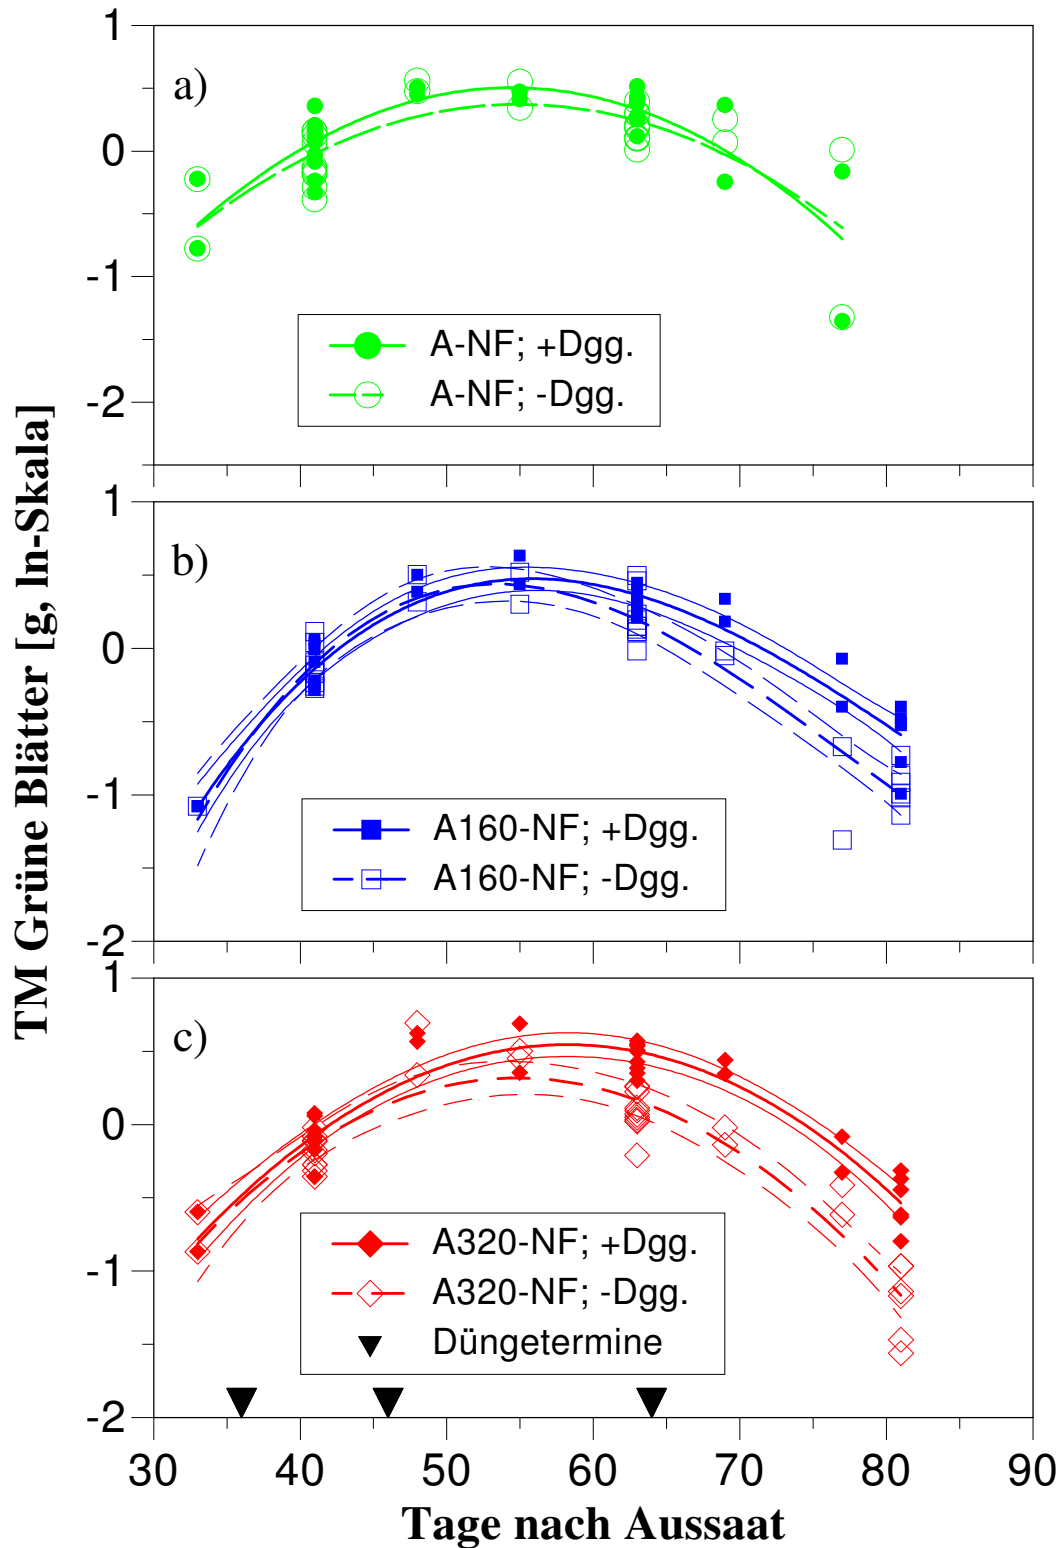 TM Grüne Blätter [g, ln-Skala]
1
a)
0
-1
A-NF; +Dgg.
A-NF; -Dgg.
-2
1
b)
0
-1
A160-NF; +Dgg.
A160-NF; -Dgg.
-2
1
c)
0
-1
A320-NF; +Dgg.
A320-NF; -Dgg.
Düngetermine
-2
30 40 50 60 70 80 90
Tage nach Aussaat